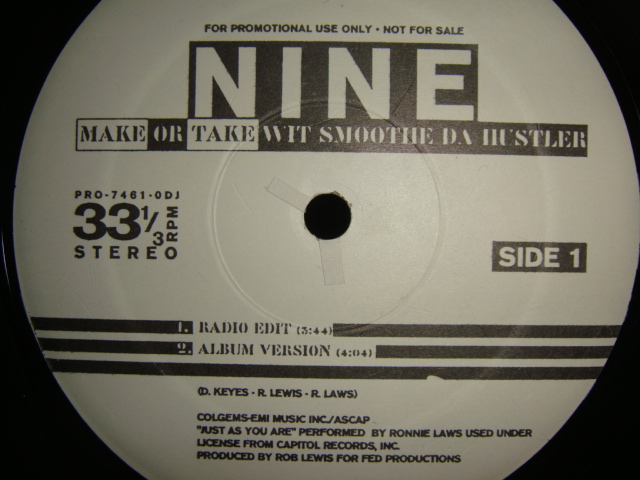 FOR PROMOTIONAL USE ONLY • NOT FOR SALE
NINE
MAKE OR TAKE WIT SMOOTHE DA HUSTLER
PRO-7461-0DJ
33 1/3 RPM
STEREO
SIDE 1
1. RADIO EDIT (3:44)
2. ALBUM VERSION (4:04)
(D. KEYES - R. LEWIS - R. LAWS)
COLGEMS-EMI MUSIC INC./ASCAP
"JUST AS YOU ARE" PERFORMED BY RONNIE LAWS USED UNDER
LICENSE FROM CAPITOL RECORDS, INC.
PRODUCED BY ROB LEWIS FOR FED PRODUCTIONS